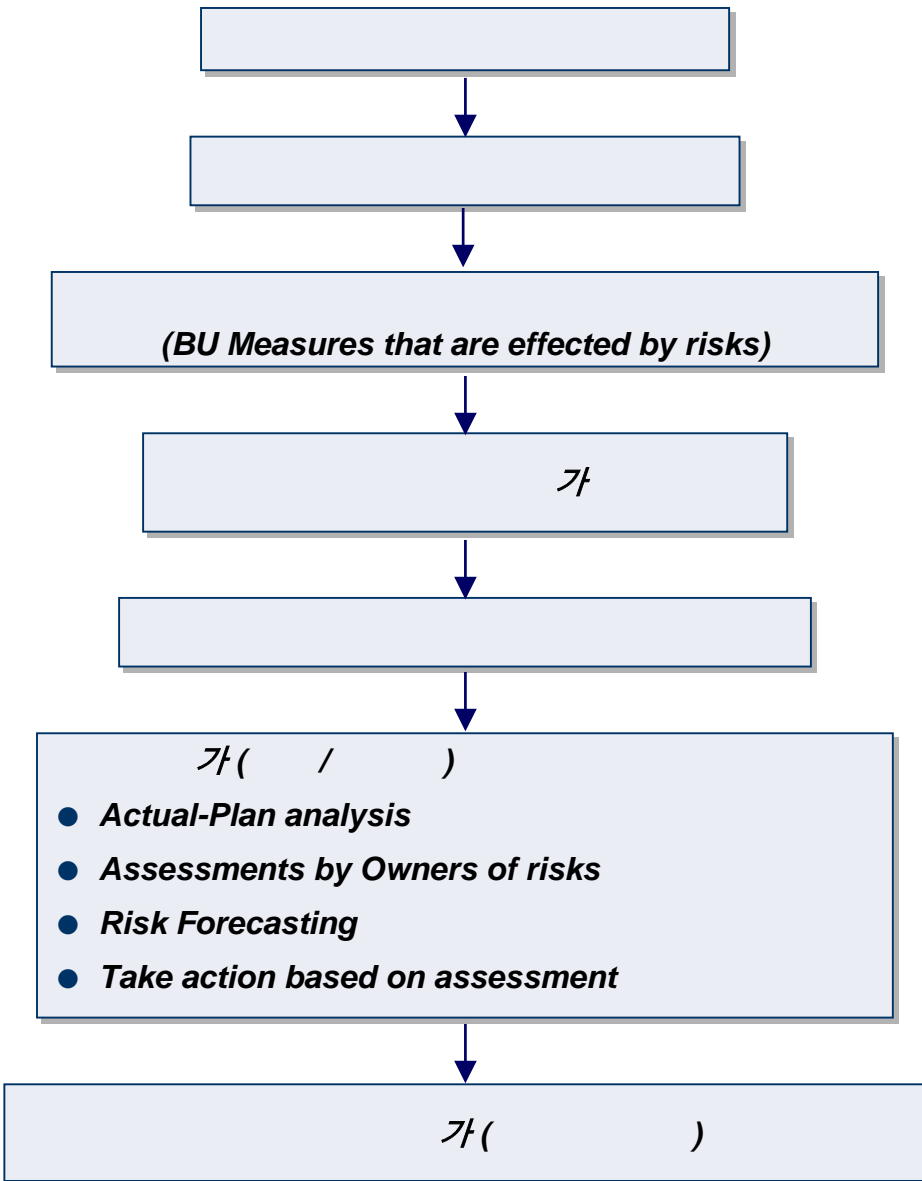 (BU Measures that are effected by risks)
가
가 ( / )
● Actual-Plan analysis
● Assessments by Owners of risks
● Risk Forecasting
● Take action based on assessment
가 ( )